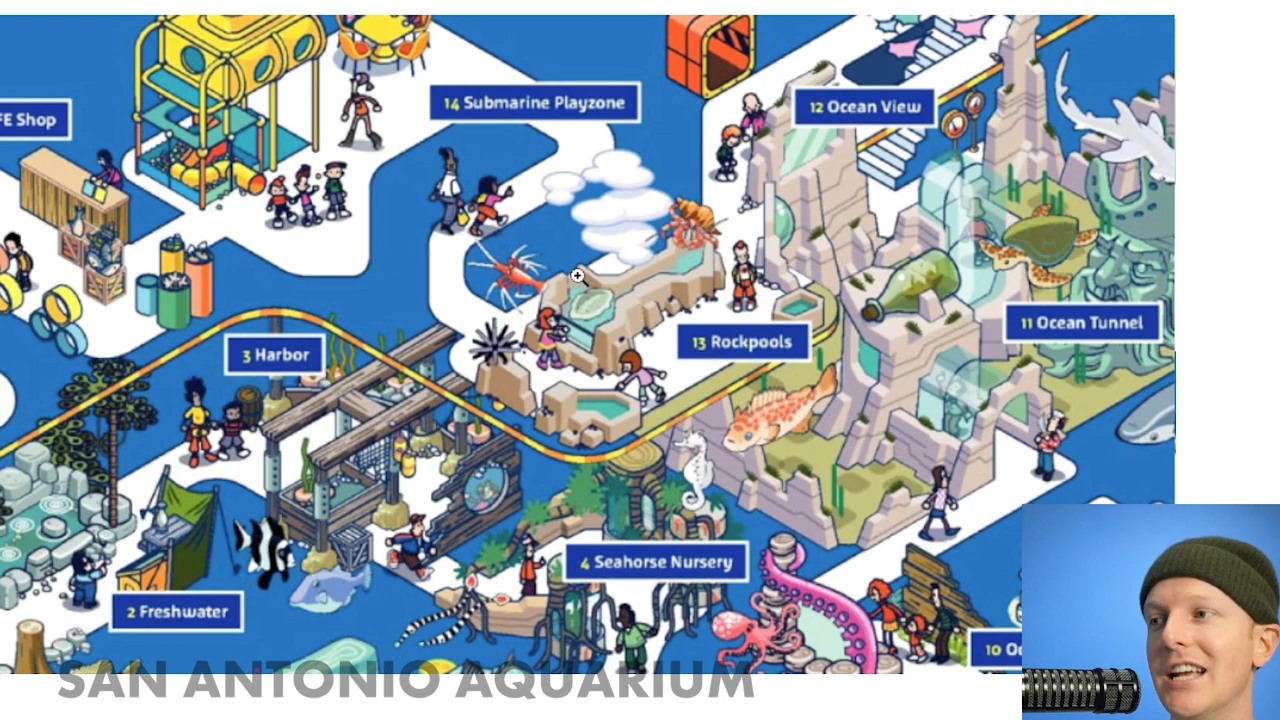 14 Submarine Playzone
12 Ocean View
FE Shop
11 Ocean Tunnel
13 Rockpools
3 Harbor
4 Seahorse Nursery
2 Freshwater
10 Oc
SAN ANTONIO AQUARIUM